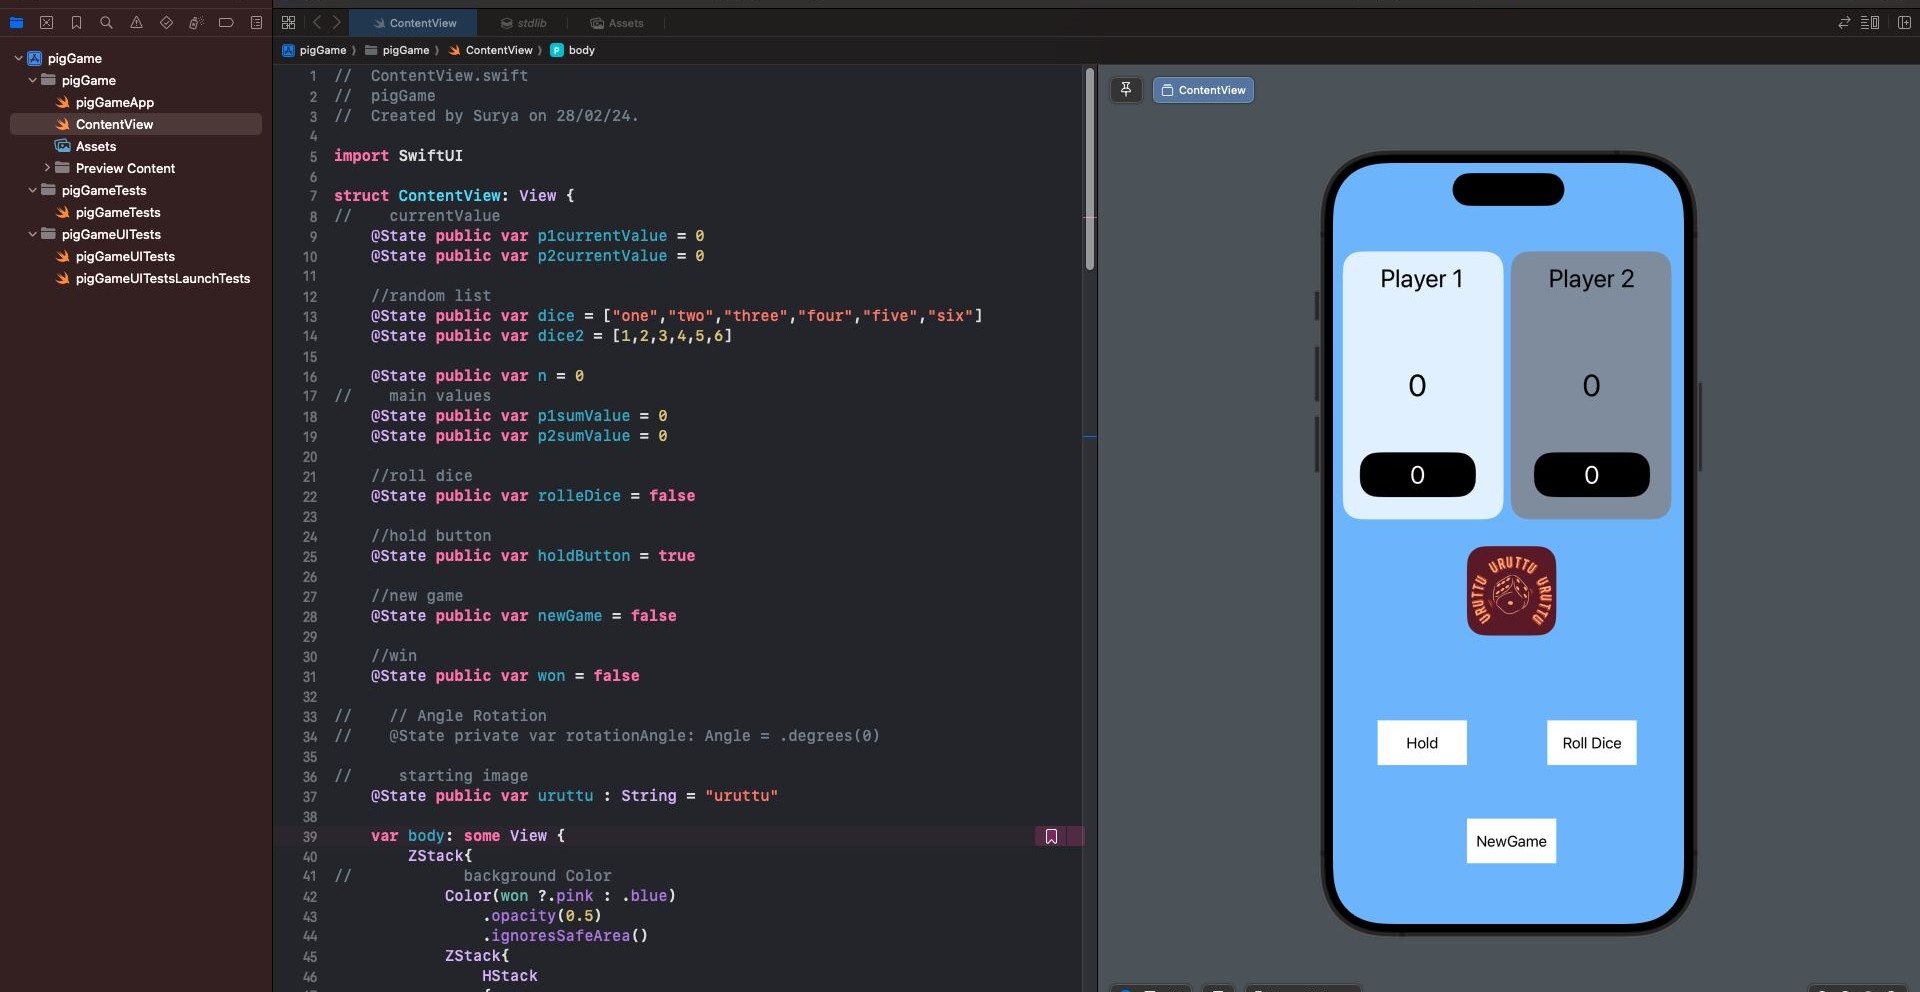 ContentView
stdlib
Assets
pigGame
pigGame
ContentView
body
pigGame
pigGame
pigGameApp
ContentView
Assets
Preview Content
pigGameTests
pigGameTests
pigGameUITests
pigGameUITests
pigGameUITestsLaunchTests
1 //  ContentView.swift
2 //  pigGame
3 //  Created by Surya on 28/02/24.
4
5 import SwiftUI
6
7 struct ContentView: View {
8 //    currentValue
9     @State public var p1currentValue = 0
10     @State public var p2currentValue = 0
11
12     //random list
13     @State public var dice = ["one","two","three","four","five","six"]
14     @State public var dice2 = [1,2,3,4,5,6]
15
16     @State public var n = 0
17 //    main values
18     @State public var p1sumValue = 0
19     @State public var p2sumValue = 0
20
21     //roll dice
22     @State public var rolleDice = false
23
24     //hold button
25     @State public var holdButton = true
26
27     //new game
28     @State public var newGame = false
29
30     //win
31     @State public var won = false
32
33 //    // Angle Rotation
34 //    @State private var rotationAngle: Angle = .degrees(0)
35
36 //     starting image
37     @State public var uruttu : String = "uruttu"
38
39     var body: some View {
40         ZStack{
41 //            background Color
42             Color(won ?.pink : .blue)
43                 .opacity(0.5)
44                 .ignoresSafeArea()
45             ZStack{
46                 HStack
ContentView
Player 1
Player 2
0
0
0
0
URUTTU URUTTU URUTTU
Hold
Roll Dice
NewGame